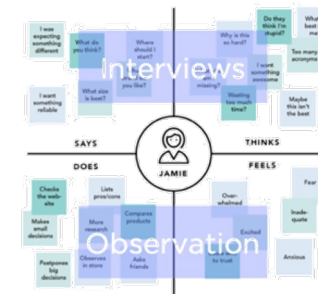 I was
expecting
something
different
What do
you think?
Where
should I
start?
Why is this
so hard?
Do they
think I'm
stupid?
What
best
me
Too many
acronyms
I want
something
awesome
you like?
missing?
Interviews
I want
something
reliable
What size
is best?
Wasting
too much
time?
Maybe
this isn't
the best
SAYS
THINKS
DOES
FEELS
JAMIE
Checks
the web-
site
Lists
pros/cons
Makes
small
decisions
More
research
Compares
products
Observation
Postpones
big
decisions
Observes
in store
Asks
friends
Over-
whelmed
Fear
Inade-
quate
Excited
to trust
Anxious